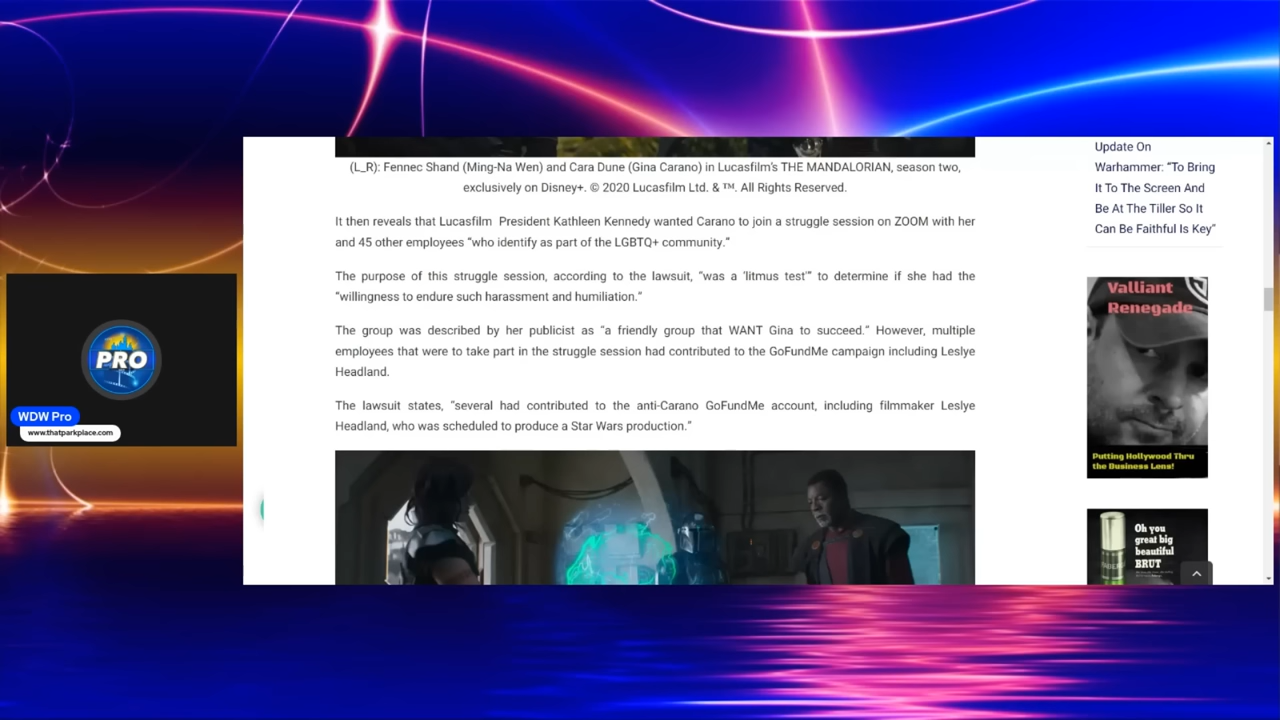 (L_R): Fennec Shand (Ming-Na Wen) and Cara Dune (Gina Carano) in Lucasfilm's THE MANDALORIAN, season two,
exclusively on Disney+. © 2020 Lucasfilm Ltd. & ™. All Rights Reserved.
It then reveals that Lucasfilm President Kathleen Kennedy wanted Carano to join a struggle session on ZOOM with her
and 45 other employees “who identify as part of the LGBTQ+ community.”
The purpose of this struggle session, according to the lawsuit, “was a ‘litmus test’” to determine if she had the
“willingness to endure such harassment and humiliation.”
The group was described by her publicist as “a friendly group that WANT Gina to succeed.” However, multiple
employees that were to take part in the struggle session had contributed to the GoFundMe campaign including Leslye
Headland.
The lawsuit states, “several had contributed to the anti-Carano GoFundMe account, including filmmaker Leslye
Headland, who was scheduled to produce a Star Wars production.”
Update On
Warhammer: “To Bring
It To The Screen And
Be At The Tiller So It
Can Be Faithful Is Key”
Valliant
Renegade
Putting Hollywood Thru
the Business Lens!
Oh you
great big
beautiful
BRUT
PRO
WDW Pro
www.thatparkplace.com